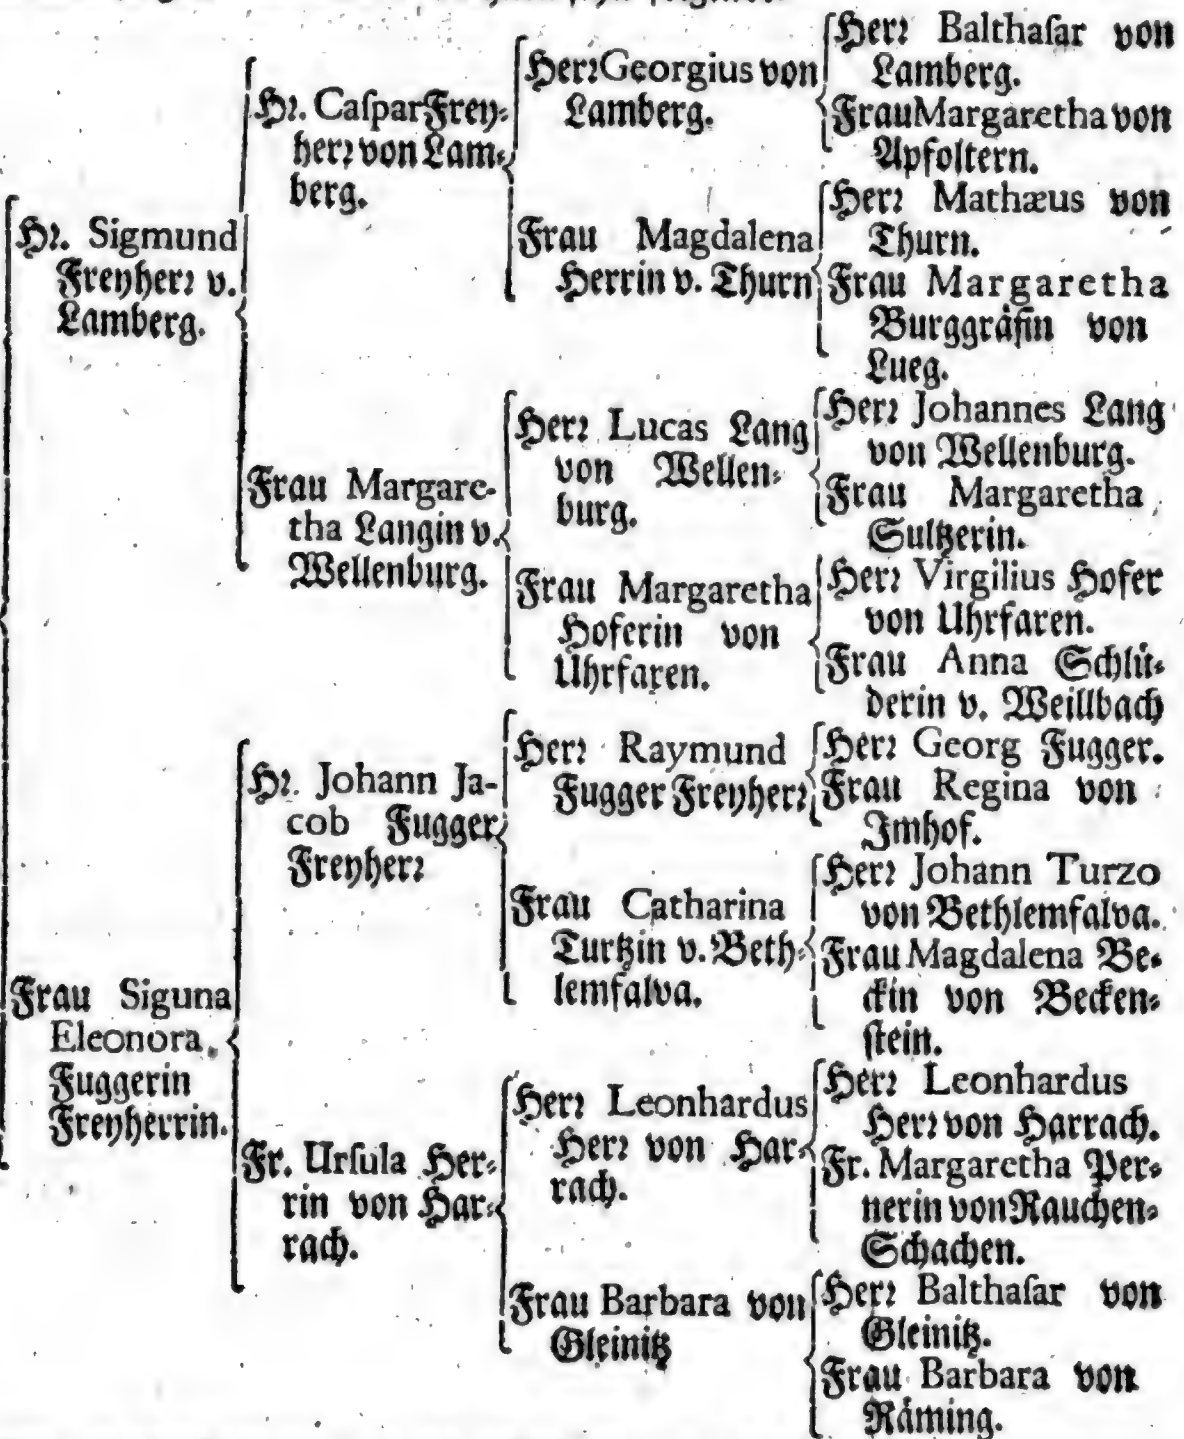 Hr. Sigmund
Freyherr v.
Lamberg.
Frau Siguna
Eleonora
Fuggerin
Freyherrin.
Hr. Caſpar Frey-
herr von Lam-
berg.
Frau Margare-
tha Langin v.
Wellenburg.
Hr. Johann Ja-
cob Fugger
Freyherr
Fr. Urſula Her-
rin von Har-
rach.
Herr Georgius von
Lamberg.
Frau Magdalena
Herrin v. Thurn
Herr Lucas Lang
von Wellen-
burg.
Frau Margaretha
Hoferin von
Uhrfaren.
Herr Raymund
Fugger Freyherr
Frau Catharina
Turtzin v. Beth-
lemfalva.
Herr Leonhardus
Herr von Har-
rach.
Frau Barbara von
Gleinitz
Herr Balthaſar von
Lamberg.
Frau Margaretha von
Apfoltern.
Herr Mathæus von
Thurn.
Frau Margaretha
Burggräfin von
Lueg.
Herr Johannes Lang
von Wellenburg.
Frau Margaretha
Sultzerin.
Herr Virgilius Hofer
von Uhrfaren.
Frau Anna Schlü-
derin v. Weillbach
Herr Georg Fugger.
Frau Regina von
Imhof.
Herr Johann Turzo
von Bethlemfalva.
Frau Magdalena Be-
ckin von Becken-
ſtein.
Herr Leonhardus
Herr von Harrach.
Fr. Margaretha Per-
nerin von Rauchen-
Schachen.
Herr Balthaſar von
Gleinitz.
Frau Barbara von
Räming.